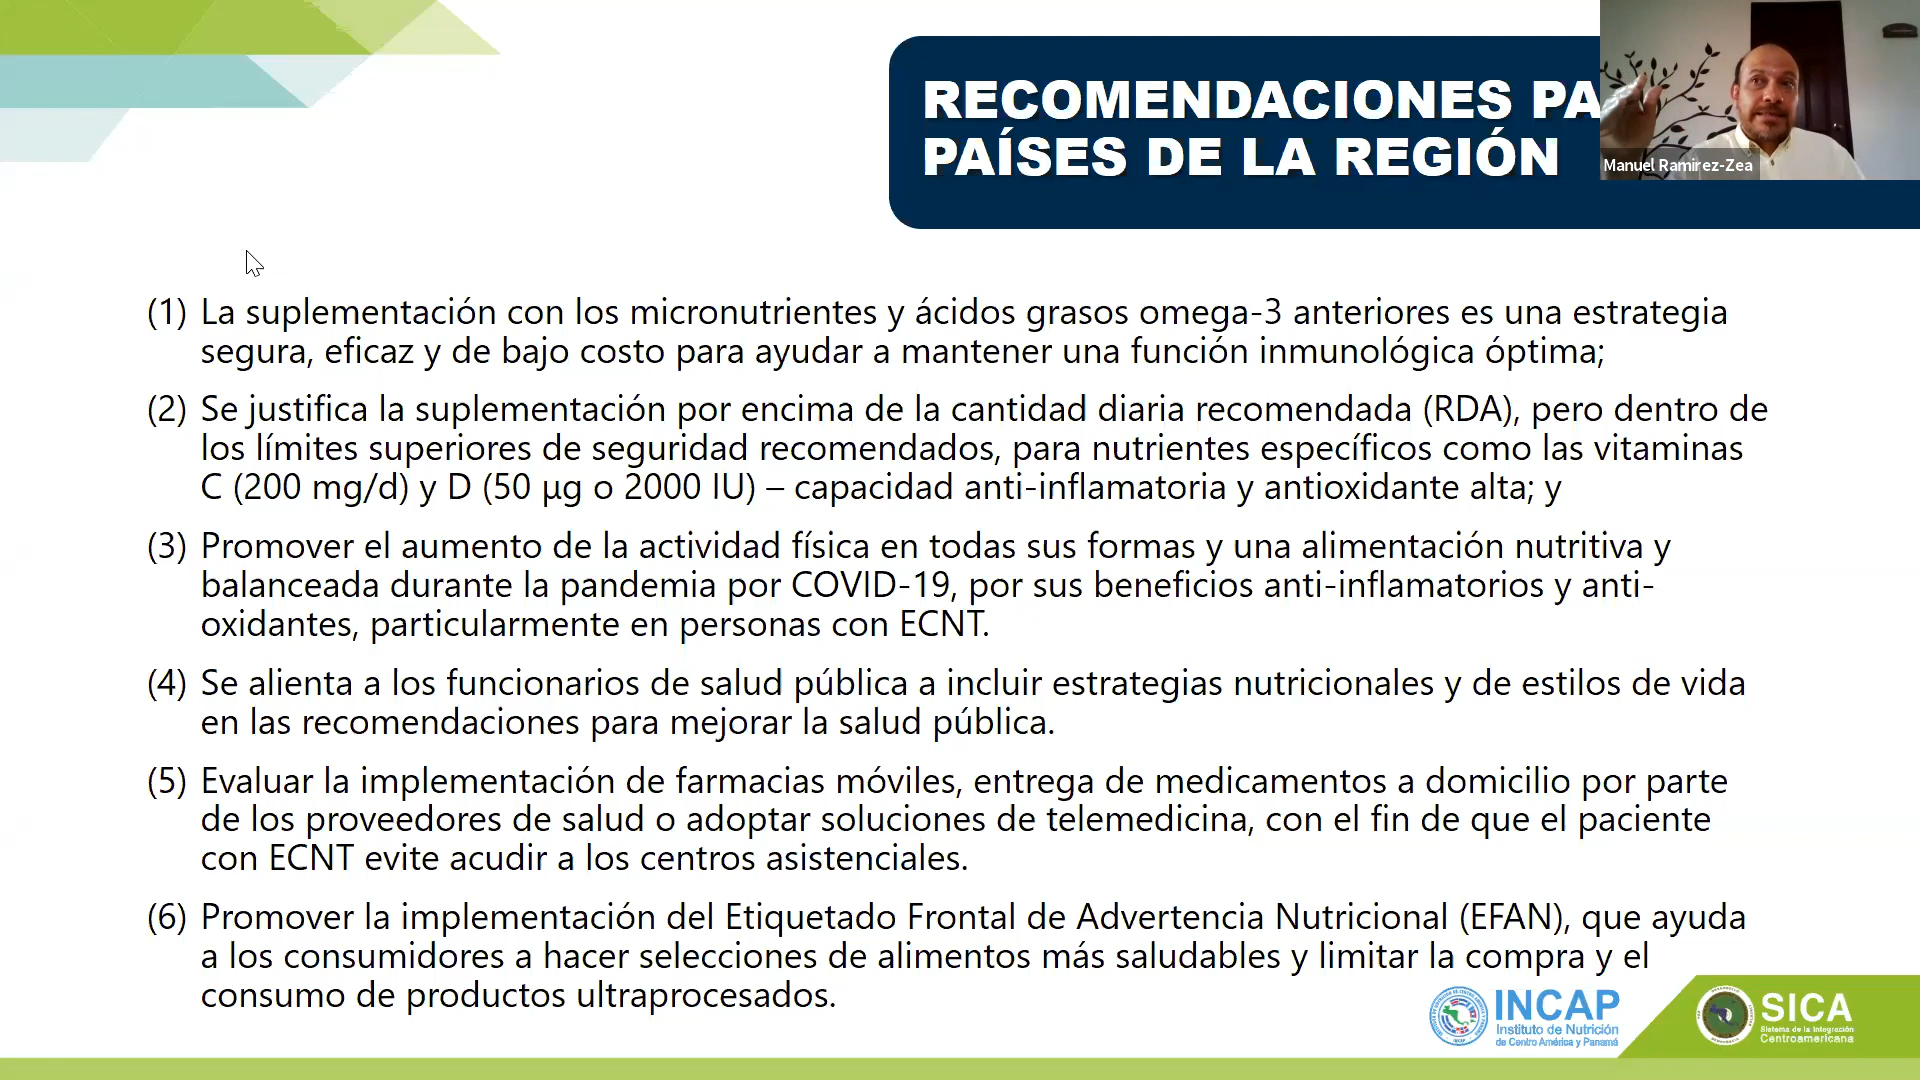 RECOMENDACIONES PA
PAÍSES DE LA REGIÓN
Manuel Ramirez-Zea
(1) La suplementación con los micronutrientes y ácidos grasos omega-3 anteriores es una estrategia
segura, eficaz y de bajo costo para ayudar a mantener una función inmunológica óptima;
(2) Se justifica la suplementación por encima de la cantidad diaria recomendada (RDA), pero dentro de
los límites superiores de seguridad recomendados, para nutrientes específicos como las vitaminas
C (200 mg/d) y D (50 µg o 2000 IU) – capacidad anti-inflamatoria y antioxidante alta; y
(3) Promover el aumento de la actividad física en todas sus formas y una alimentación nutritiva y
balanceada durante la pandemia por COVID-19, por sus beneficios anti-inflamatorios y anti-
oxidantes, particularmente en personas con ECNT.
(4) Se alienta a los funcionarios de salud pública a incluir estrategias nutricionales y de estilos de vida
en las recomendaciones para mejorar la salud pública.
(5) Evaluar la implementación de farmacias móviles, entrega de medicamentos a domicilio por parte
de los proveedores de salud o adoptar soluciones de telemedicina, con el fin de que el paciente
con ECNT evite acudir a los centros asistenciales.
(6) Promover la implementación del Etiquetado Frontal de Advertencia Nutricional (EFAN), que ayuda
a los consumidores a hacer selecciones de alimentos más saludables y limitar la compra y el
consumo de productos ultraprocesados.
INCAP
Instituto de Nutrición
de Centro América y Panamá
SICA
Sistema de la Integración
Centroamericana